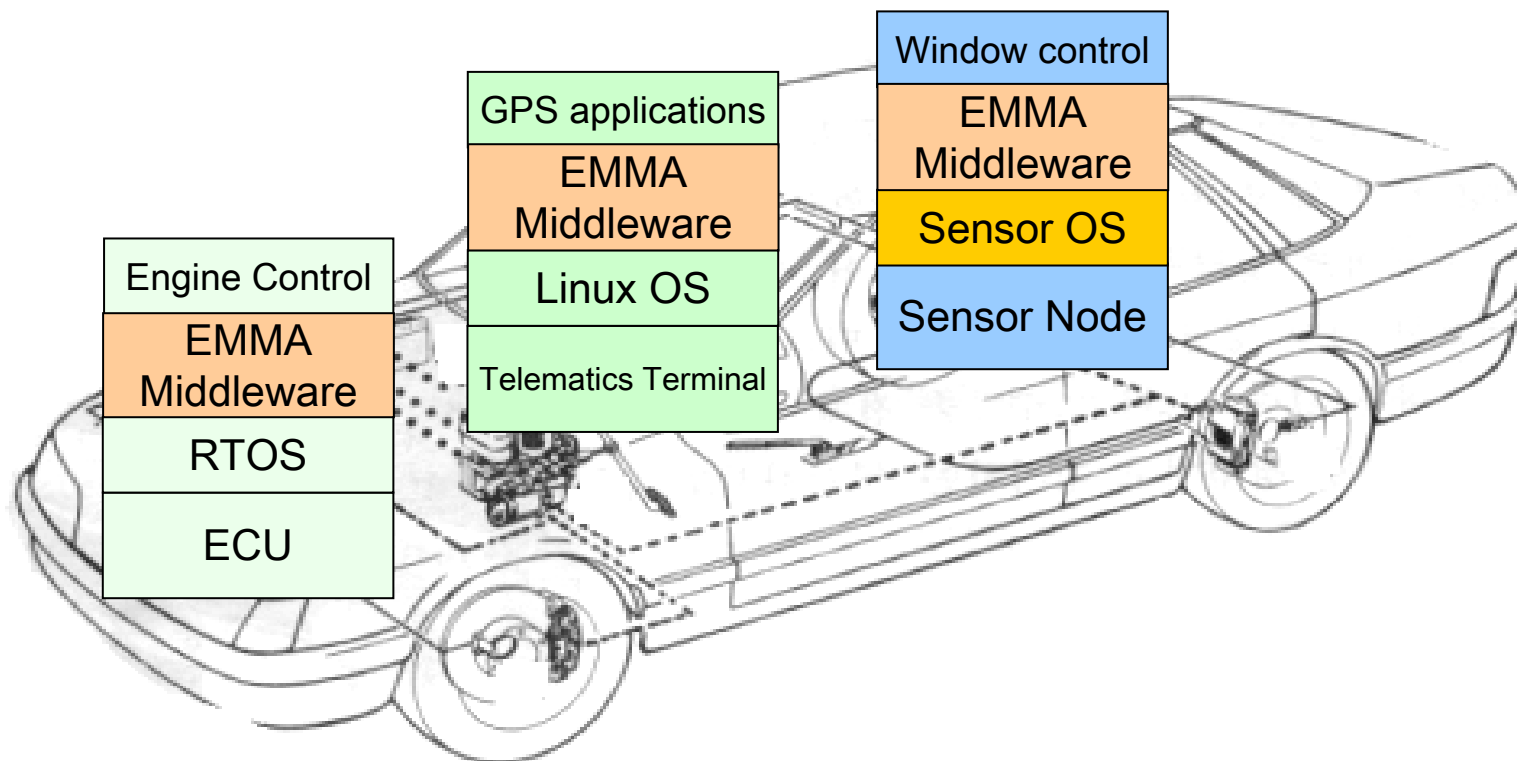 Engine Control
EMMA
Middleware
RTOS
ECU
GPS applications
EMMA
Middleware
Linux OS
Telematics Terminal
Window control
EMMA
Middleware
Sensor OS
Sensor Node